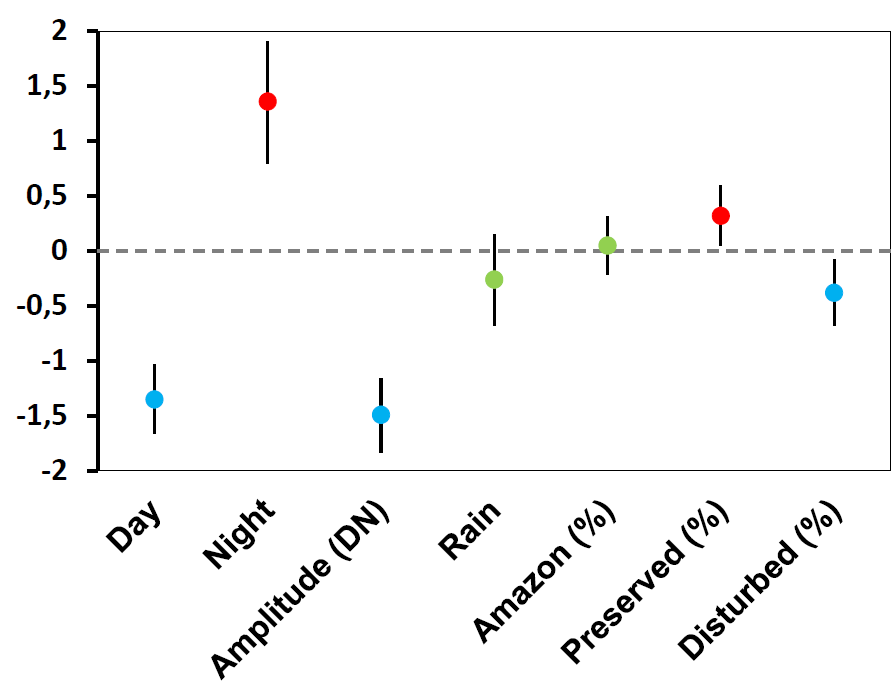 2
1,5
1
0,5
0
-0,5
-1
-1,5
-2
Day
Night
Amplitude (DN)
Rain
Amazon (%)
Preserved (%)
Disturbed (%)